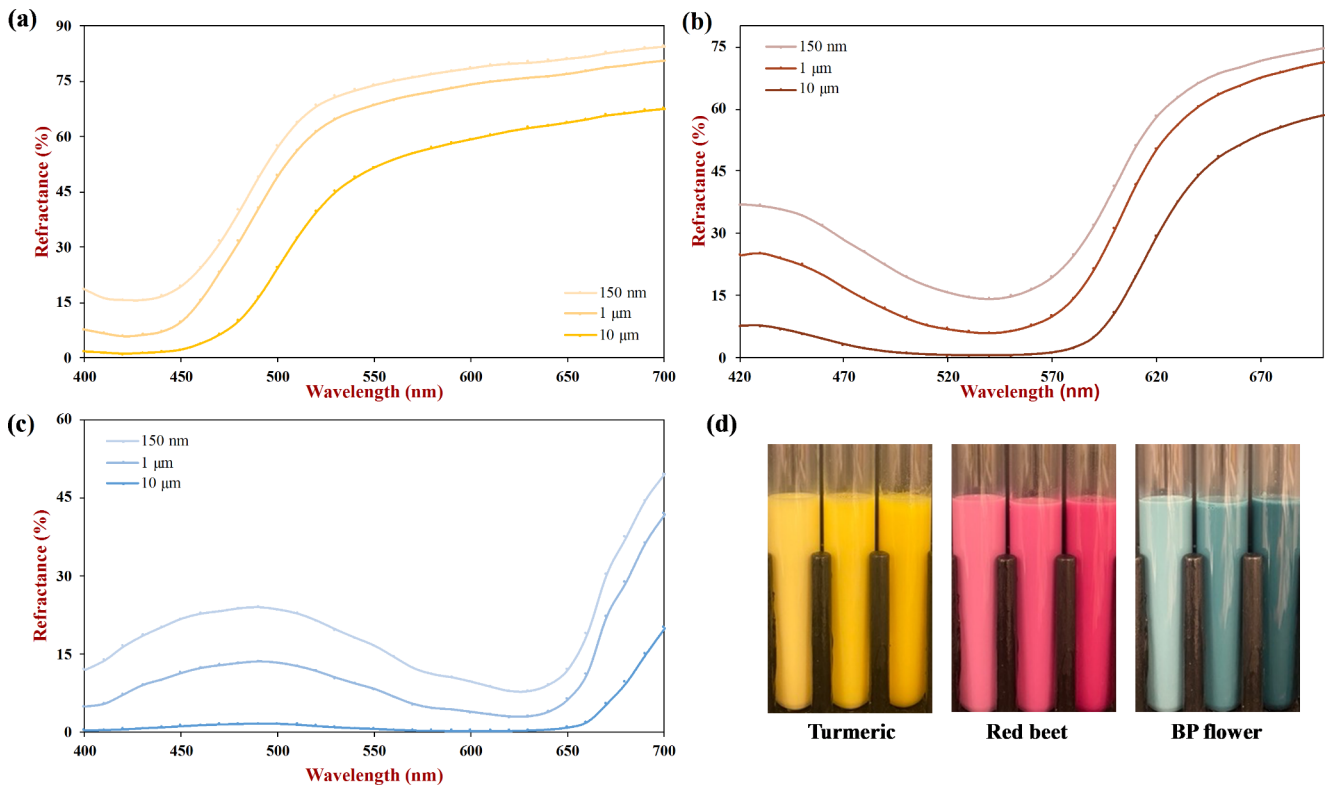 (a)
90
75
60
45
30
15
0
Refractance (%)
150 nm
1 μm
10 μm
400 450 500 550 600 650 700
Wavelength (nm)
(b)
75
60
45
30
15
0
Refractance (%)
150 nm
1 μm
10 μm
420 470 520 570 620 670
Wavelength (nm)
(c)
60
45
30
15
0
Refractance (%)
150 nm
1 μm
10 μm
400 450 500 550 600 650 700
Wavelength (nm)
(d)
Turmeric Red beet BP flower